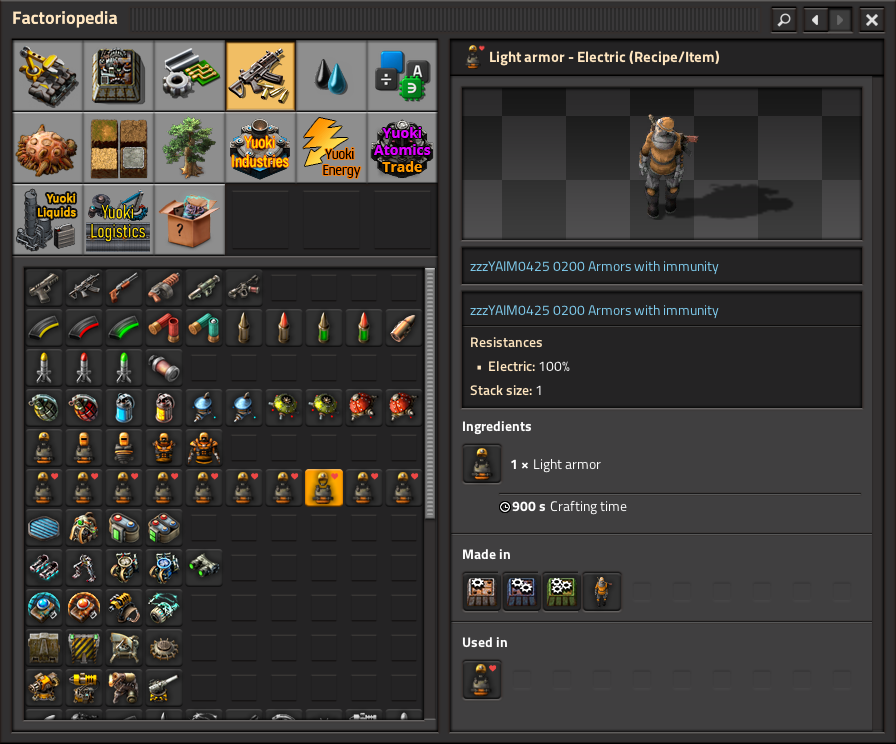 Factoriopedia
Yuoki
Industries
Yuoki
Energy
Yuoki
Atomics
Trade
Yuoki
Liquids
Yuoki
Logistics
?
Light armor - Electric (Recipe/Item)
zzzYAIM0425 0200 Armors with immunity
zzzYAIM0425 0200 Armors with immunity
Resistances
• Electric: 100%
Stack size: 1
Ingredients
1 × Light armor
900 s Crafting time
Made in
Used in